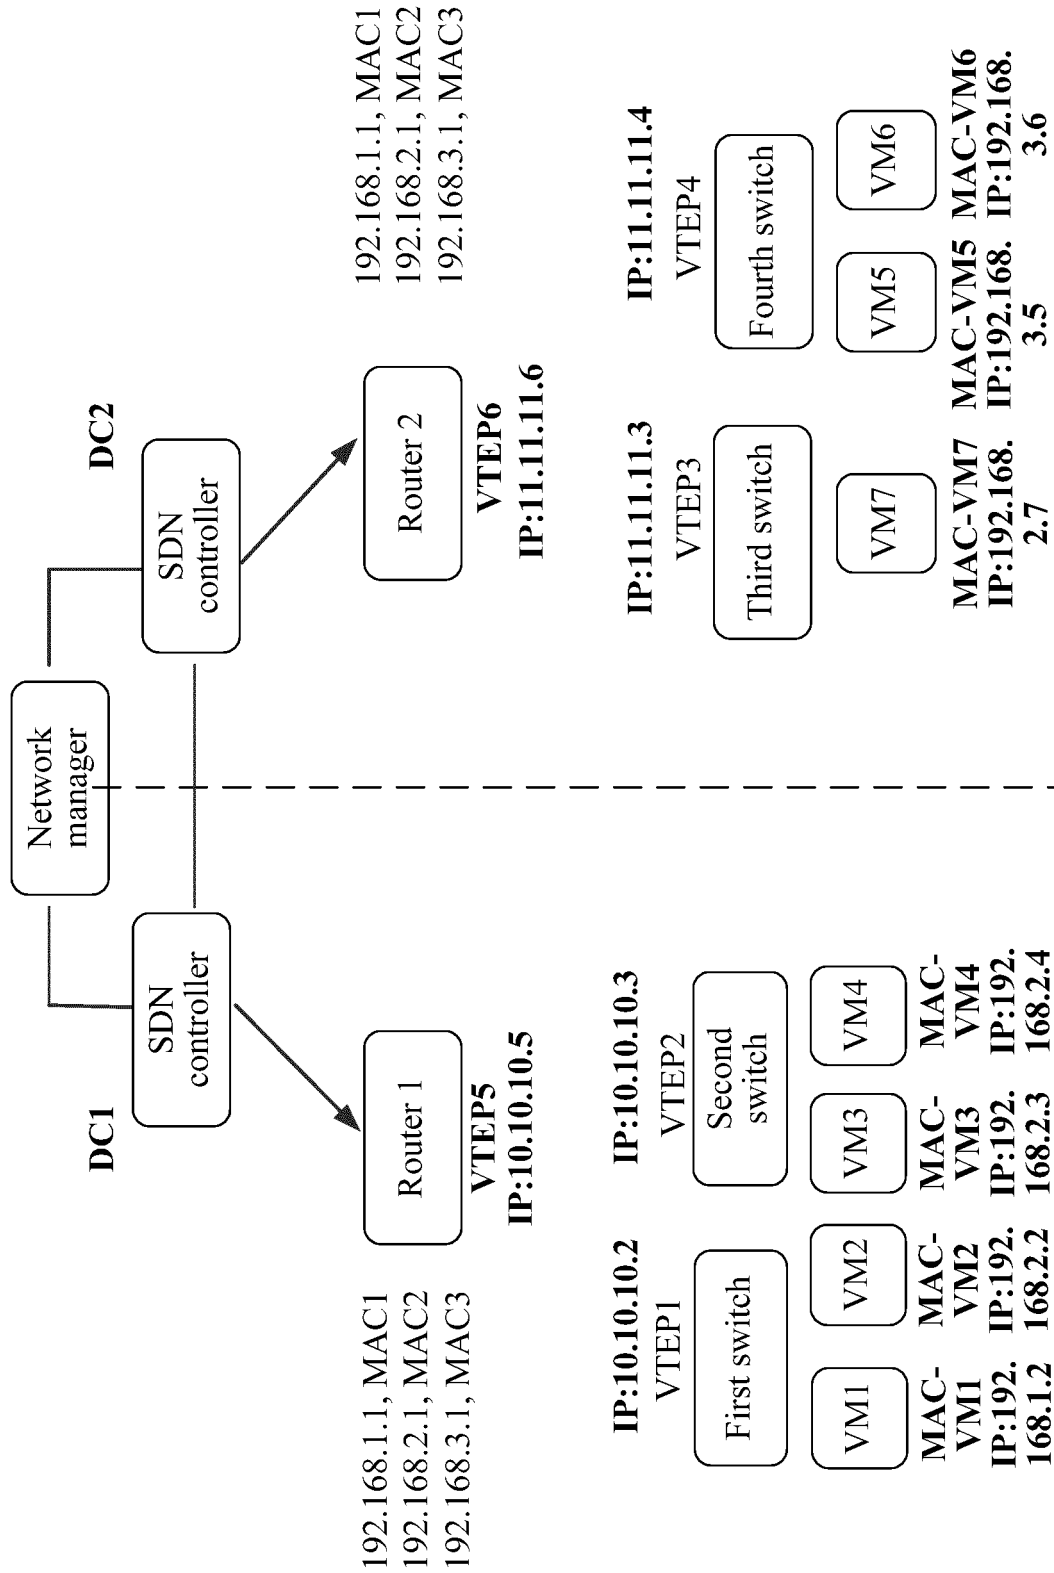 Network
manager
DC1
SDN
controller
DC2
SDN
controller
192.168.1.1, MAC1
192.168.2.1, MAC2
192.168.3.1, MAC3
Router 1
VTEP5
IP:10.10.10.5
Router 2
VTEP6
IP:11.11.11.6
192.168.1.1, MAC1
192.168.2.1, MAC2
192.168.3.1, MAC3
IP:10.10.10.2
VTEP1
First switch
IP:10.10.10.3
VTEP2
Second
switch
IP:11.11.11.3
VTEP3
Third switch
IP:11.11.11.4
VTEP4
Fourth switch
VM1
MAC-
VM1
IP:192.
168.1.2
VM2
MAC-
VM2
IP:192.
168.2.2
VM3
MAC-
VM3
IP:192.
168.2.3
VM4
MAC-
VM4
IP:192.
168.2.4
VM7
MAC-VM7
IP:192.168.
2.7
VM5
MAC-VM5
IP:192.168.
3.5
VM6
MAC-VM6
IP:192.168.
3.6